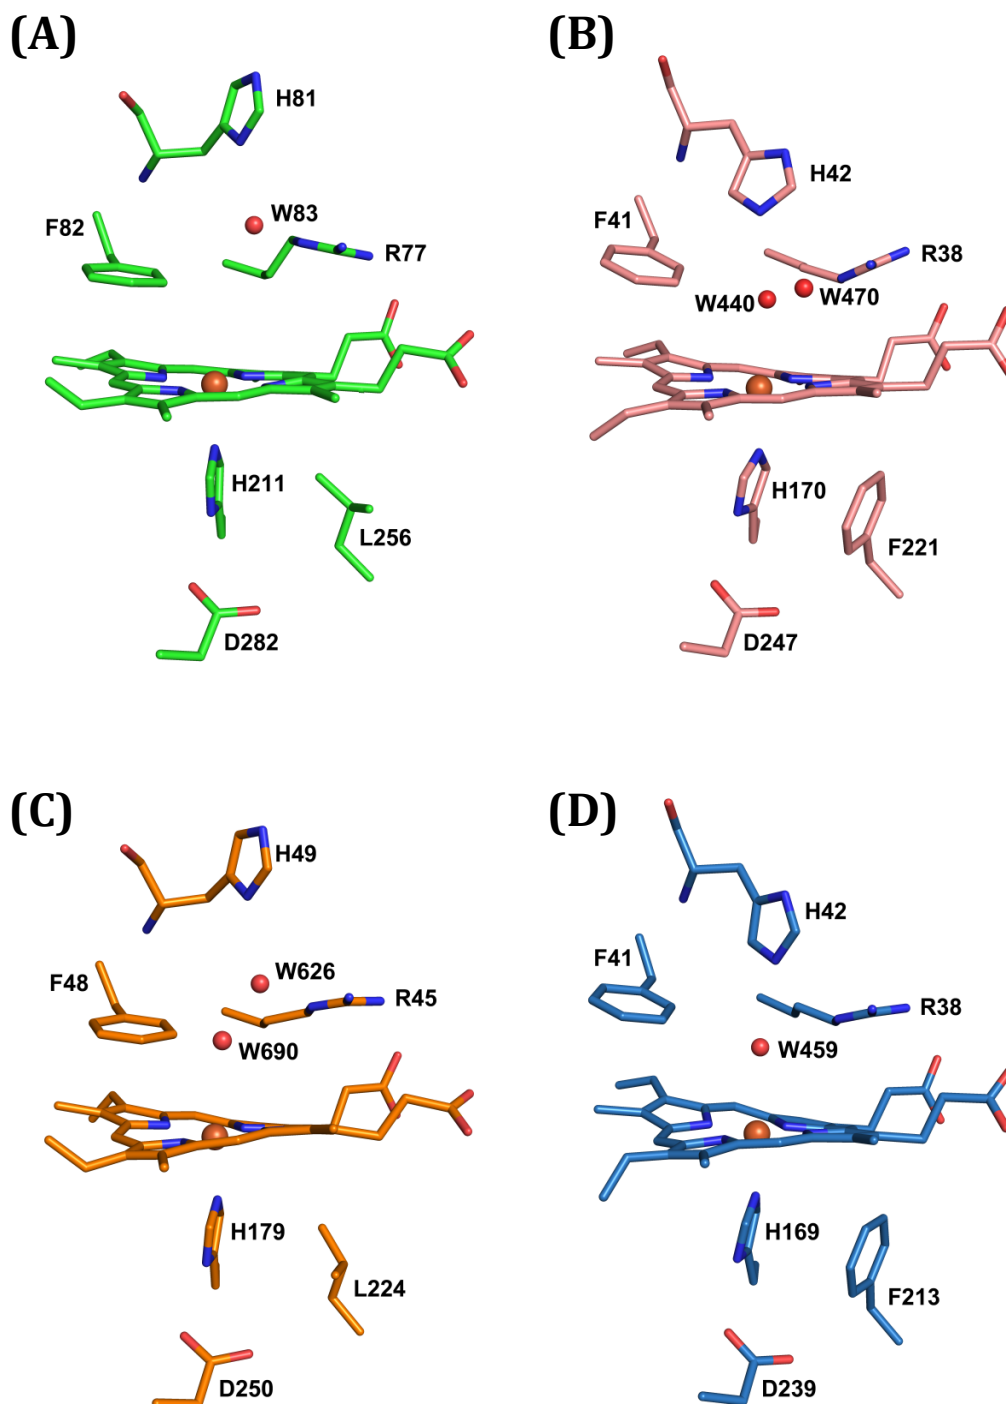 (A)
H81
W83
F82
R77
H211
L256
D282
(B)
H42
F41
R38
W440
W470
H170
F221
D247
(C)
H49
W626
F48
R45
W690
H179
L224
D250
(D)
H42
F41
R38
W459
H169
F213
D239